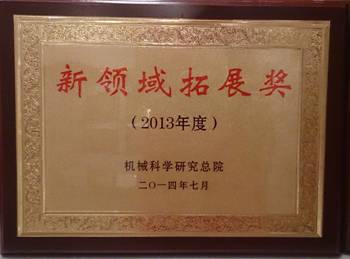 新领域拓展奖
（2013年度）
机械科学研究总院
二〇一四年七月